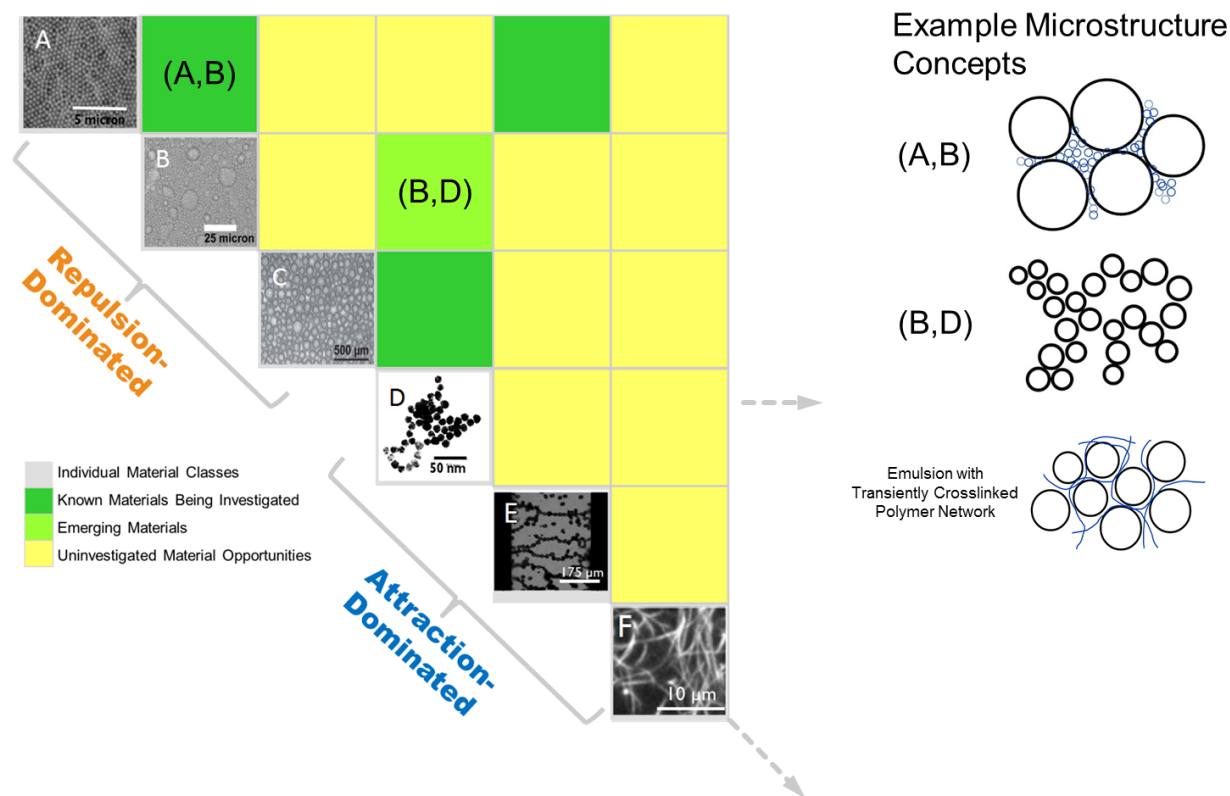 Example Microstructure
Concepts
A
5 micron
(A,B)
(A,B)
B
25 micron
(B,D)
(B,D)
C
500 µm
Repulsion-
Dominated
D
50 nm
Individual Material Classes
Known Materials Being Investigated
Emerging Materials
Uninvestigated Material Opportunities
E
175 µm
Attraction-
Dominated
F
10 µm
Emulsion with
Transiently Crosslinked
Polymer Network